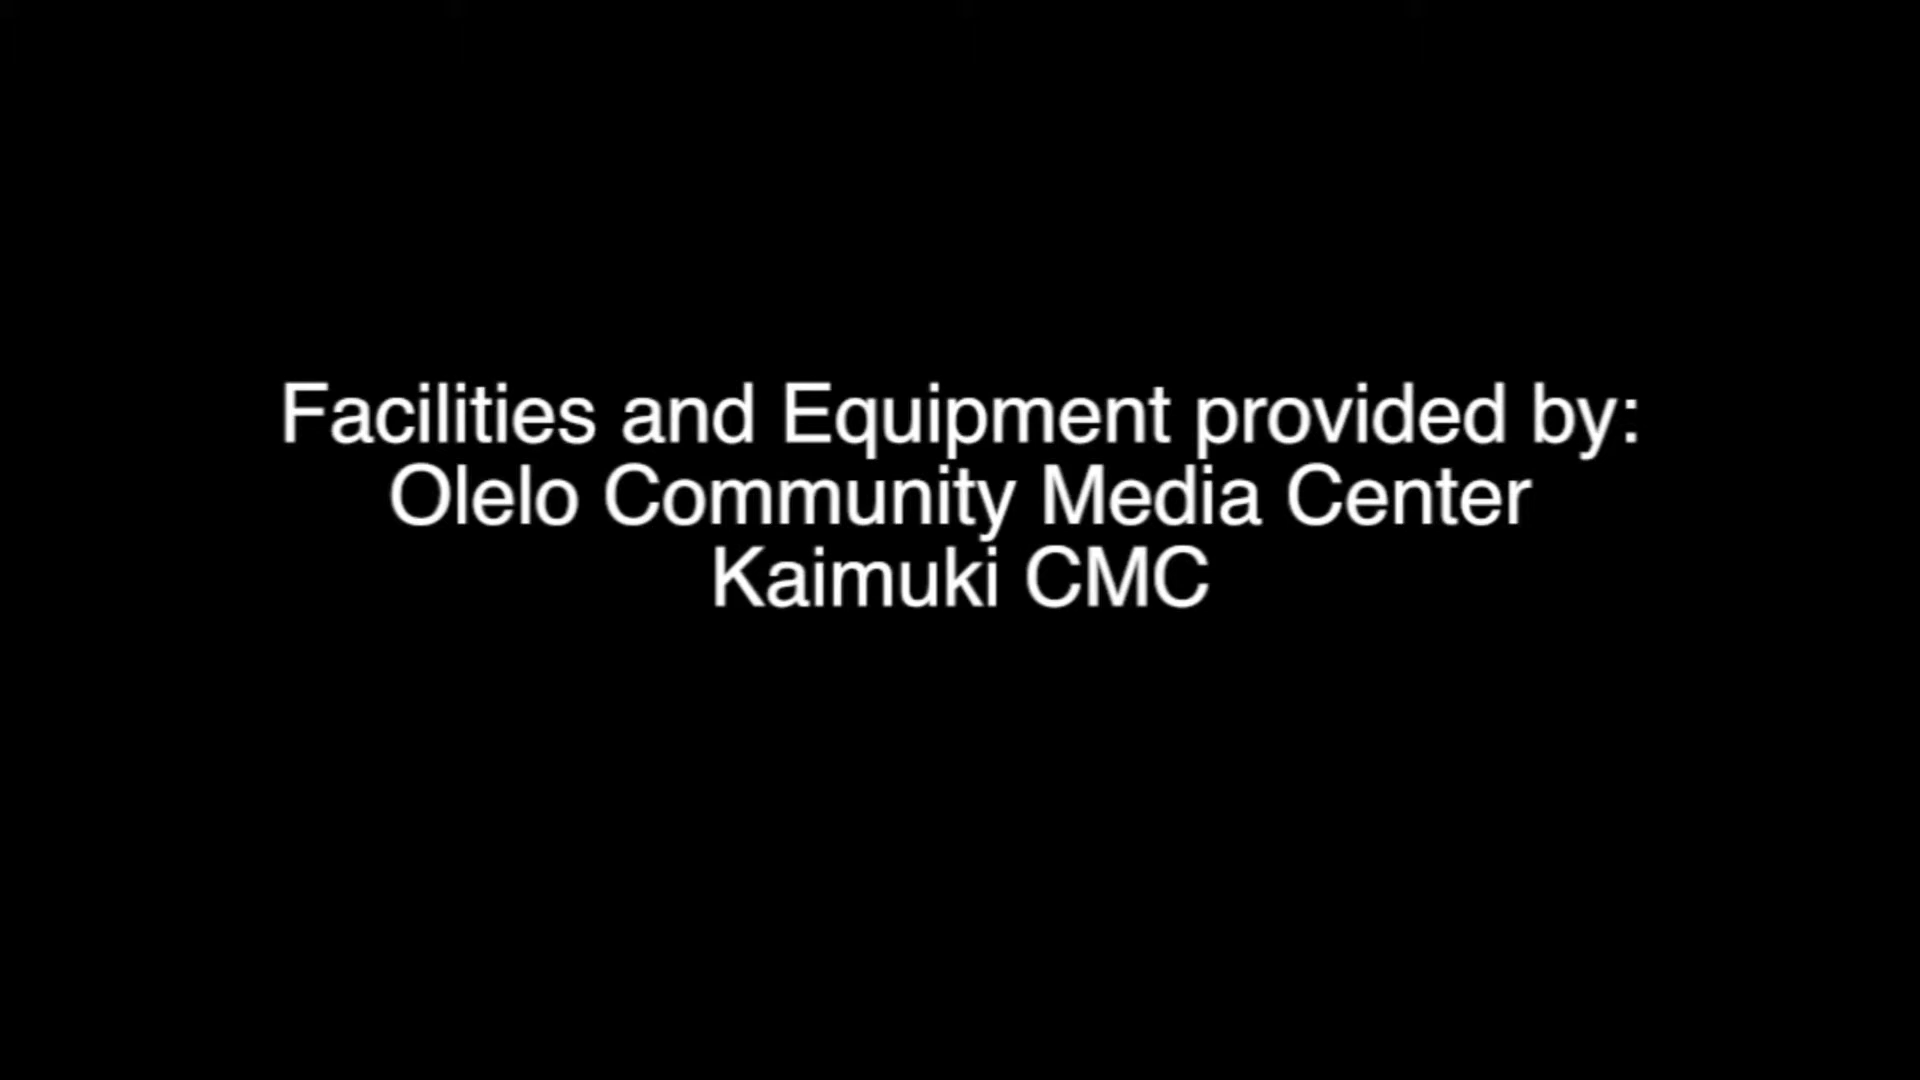 Facilities and Equipment provided by:
Olelo Community Media Center
Kaimuki CMC